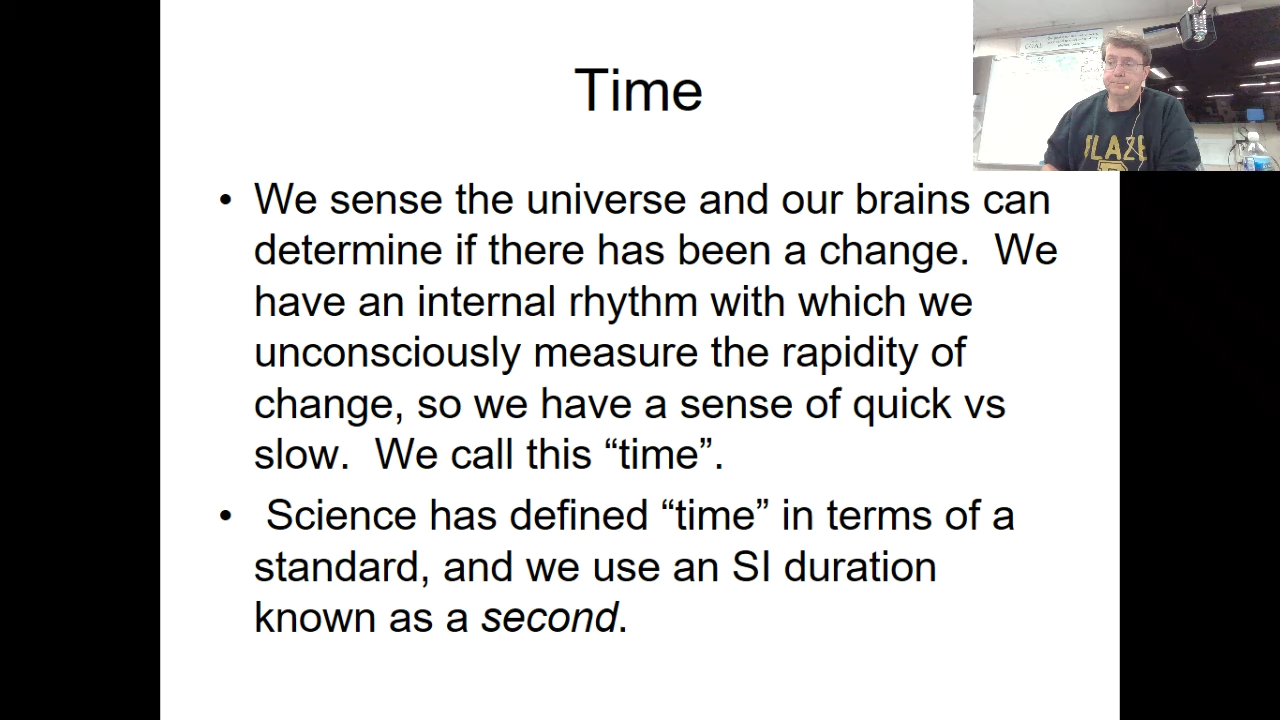 Time
• We sense the universe and our brains can
determine if there has been a change.  We
have an internal rhythm with which we
unconsciously measure the rapidity of
change, so we have a sense of quick vs
slow.  We call this “time”.
•  Science has defined “time” in terms of a
standard, and we use an SI duration
known as a second.